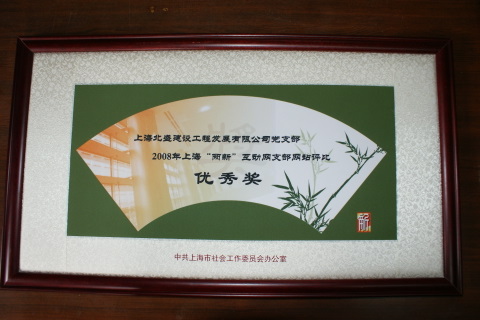 上海北盛建设工程发展有限公司党支部
2008年上海“两新”互动网支部网站评比
优秀奖
中共上海市社会工作委员会办公室